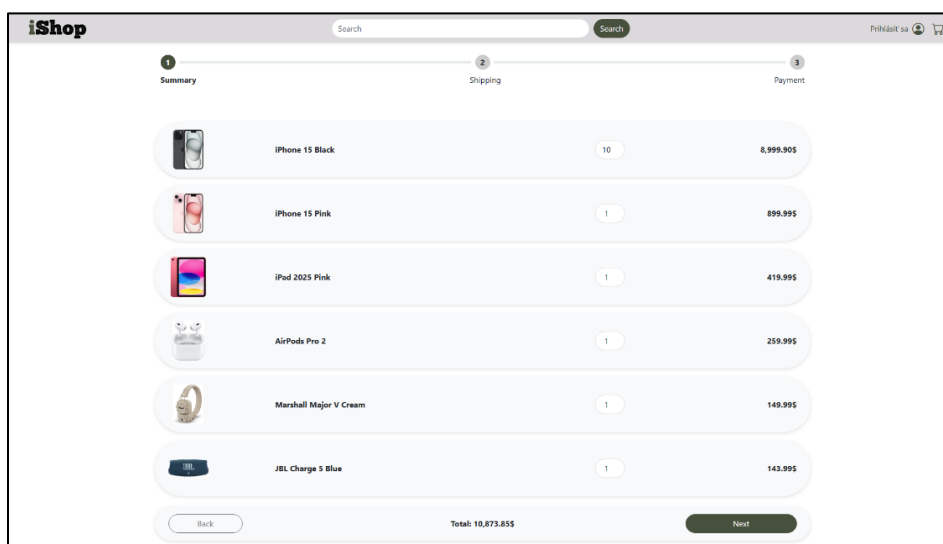 iShop
Search
Search
Prihlásiť sa
1
2
3
Summary
Shipping
Payment
iPhone 15 Black
10
8,999.90$
iPhone 15 Pink
1
899.99$
iPad 2025 Pink
1
419.99$
AirPods Pro 2
1
259.99$
Marshall Major V Cream
1
149.99$
JBL
JBL Charge 5 Blue
1
143.99$
Back
Total: 10,873.85$
Next